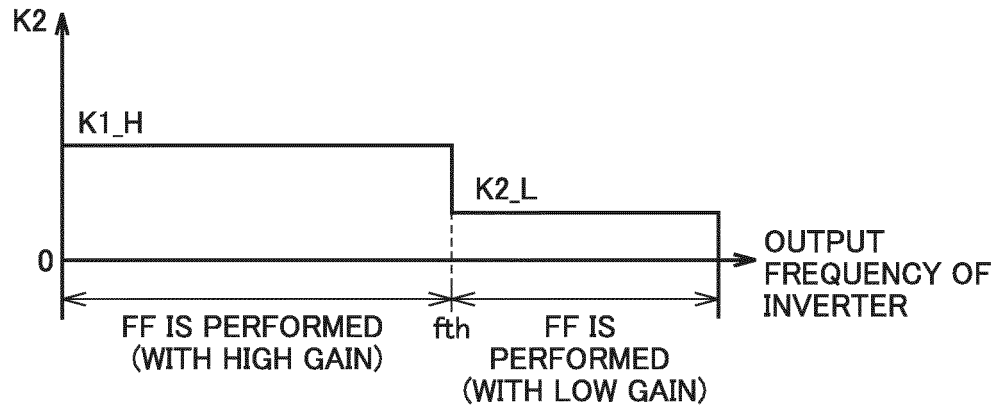 K2
K1_H
K2_L
0
OUTPUT
FREQUENCY OF
INVERTER
FF IS PERFORMED
(WITH HIGH GAIN)
fth
FF IS
PERFORMED
(WITH LOW GAIN)